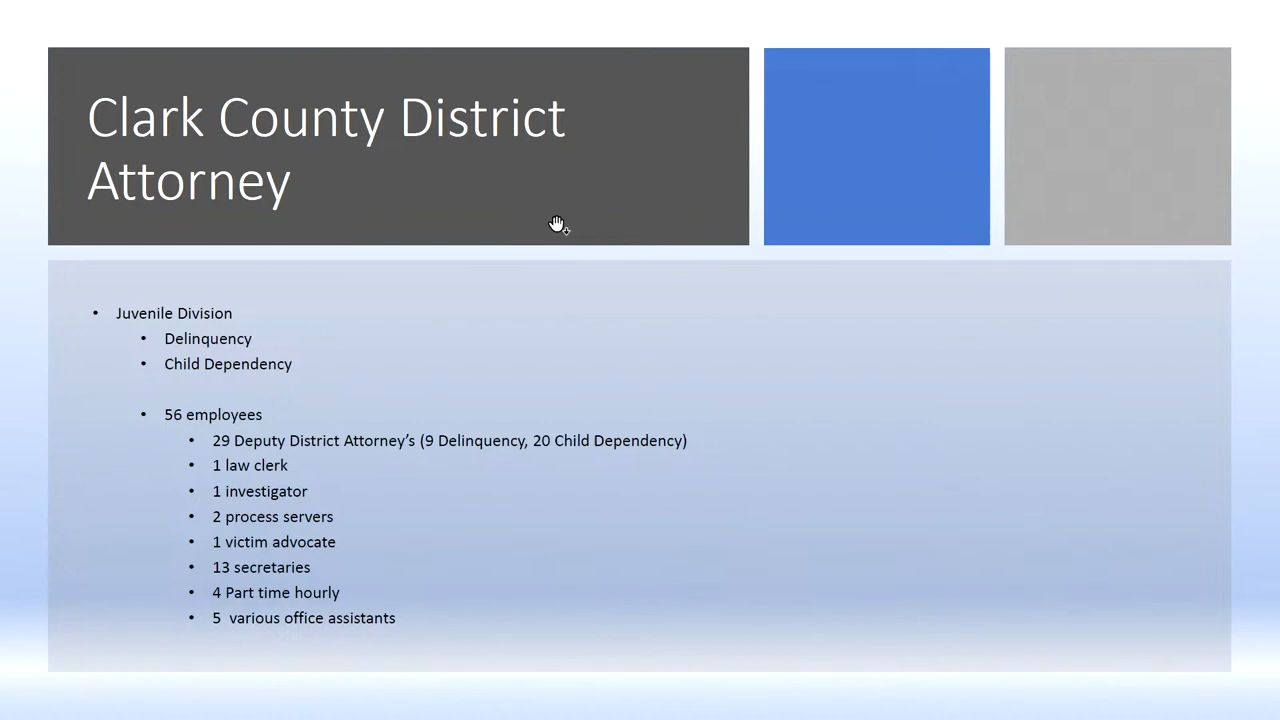 Clark County District
Attorney
• Juvenile Division
• Delinquency
• Child Dependency
• 56 employees
• 29 Deputy District Attorney’s (9 Delinquency, 20 Child Dependency)
• 1 law clerk
• 1 investigator
• 2 process servers
• 1 victim advocate
• 13 secretaries
• 4 Part time hourly
• 5  various office assistants